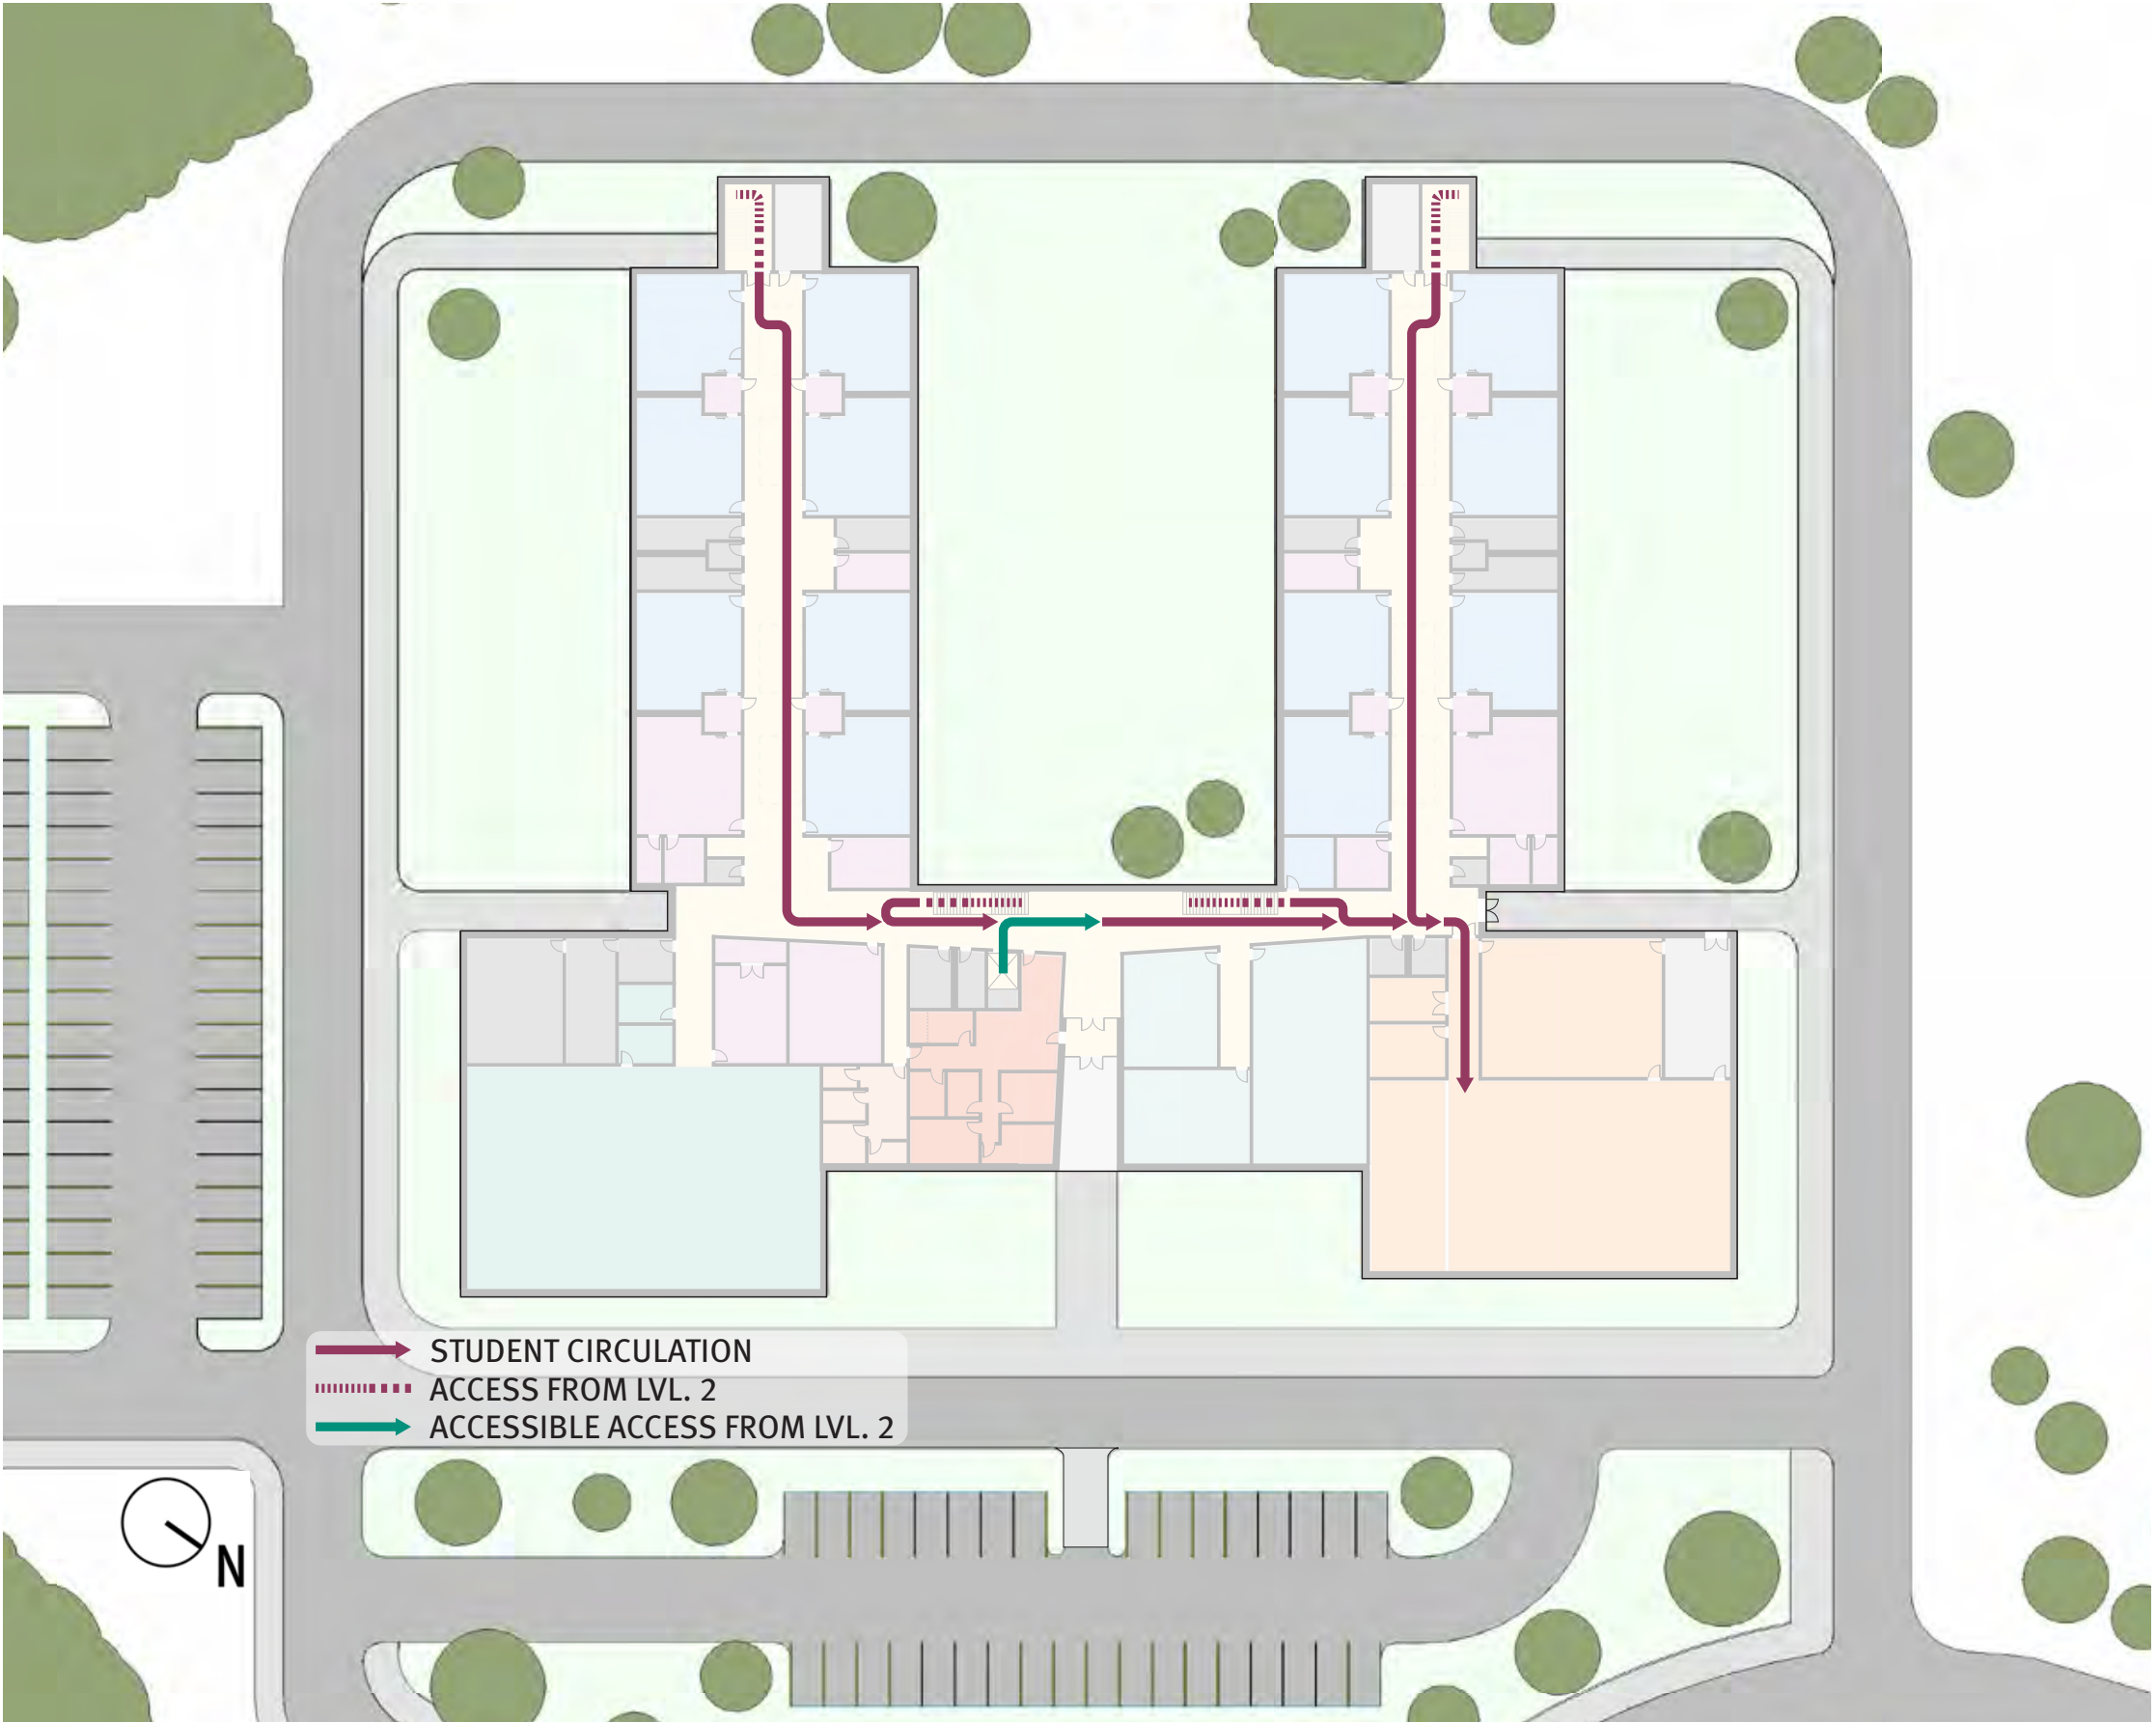 STUDENT CIRCULATION
ACCESS FROM LVL. 2
ACCESSIBLE ACCESS FROM LVL. 2
N